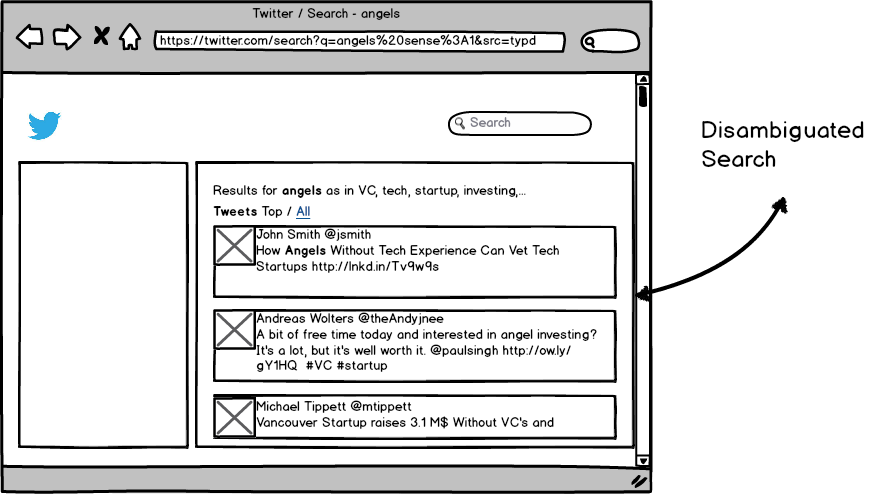 Twitter / Search - angels
https://twitter.com/search?q=angels%20sense%3A1&src=typd
Search
Disambiguated
Search
Results for angels as in VC, tech, startup, investing,...
Tweets Top / All
John Smith @jsmith
How Angels Without Tech Experience Can Vet Tech
Startups http://lnkd.in/Tv9w9s
Andreas Wolters @theAndyjnee
A bit of free time today and interested in angel investing?
It's a lot, but it's well worth it. @paulsingh http://ow.ly/
gY1HQ #VC #startup
Michael Tippett @mtippett
Vancouver Startup raises 3.1 M$ Without VC's and